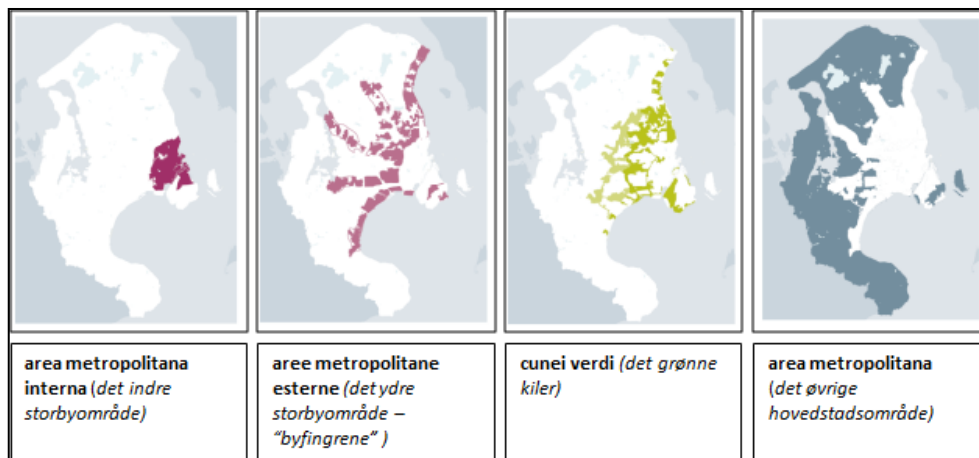 area metropolitana
interna (det indre
storbyområde)
aree metropolitane
esterne (det ydre
storbyområde –
“byfingrene” )
cunei verdi (det grønne
kiler)
area metropolitana
(det øvrige
hovedstadsområde)